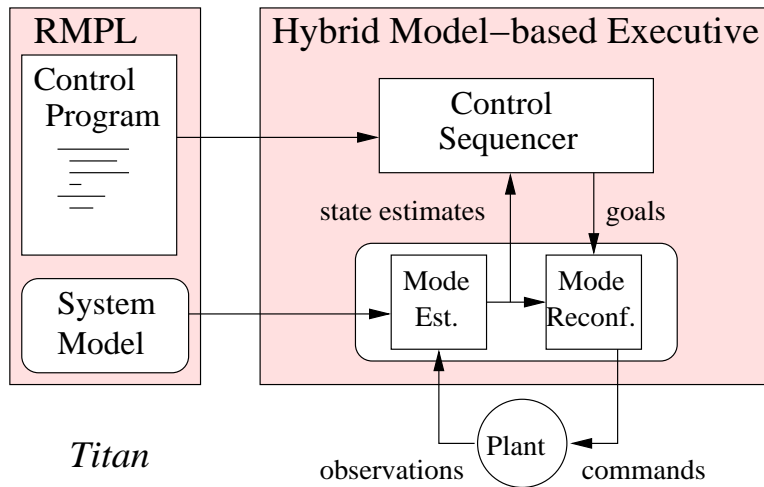 RMPL
Control
Program
System
Model
Titan
Hybrid Model−based Executive
Control
Sequencer
state estimates
goals
Mode
Est.
Mode
Reconf.
Plant
observations
commands